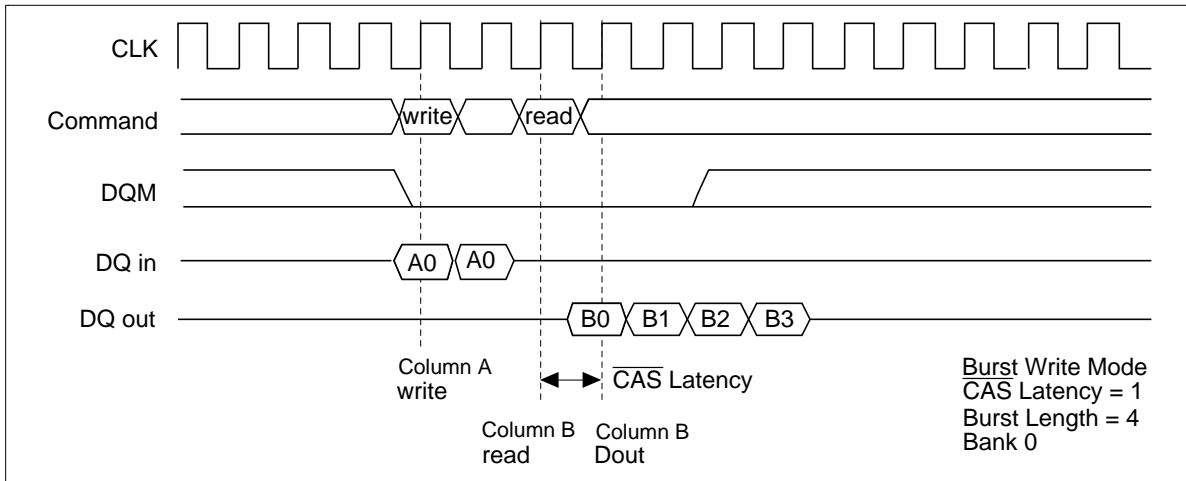 CLK
Command
write
read
DQM
DQ in
A0
A0
DQ out
B0
B1
B2
B3
Column A
write
CAS Latency
Column B
read
Column B
Dout
Burst Write Mode
CAS Latency = 1
Burst Length = 4
Bank 0